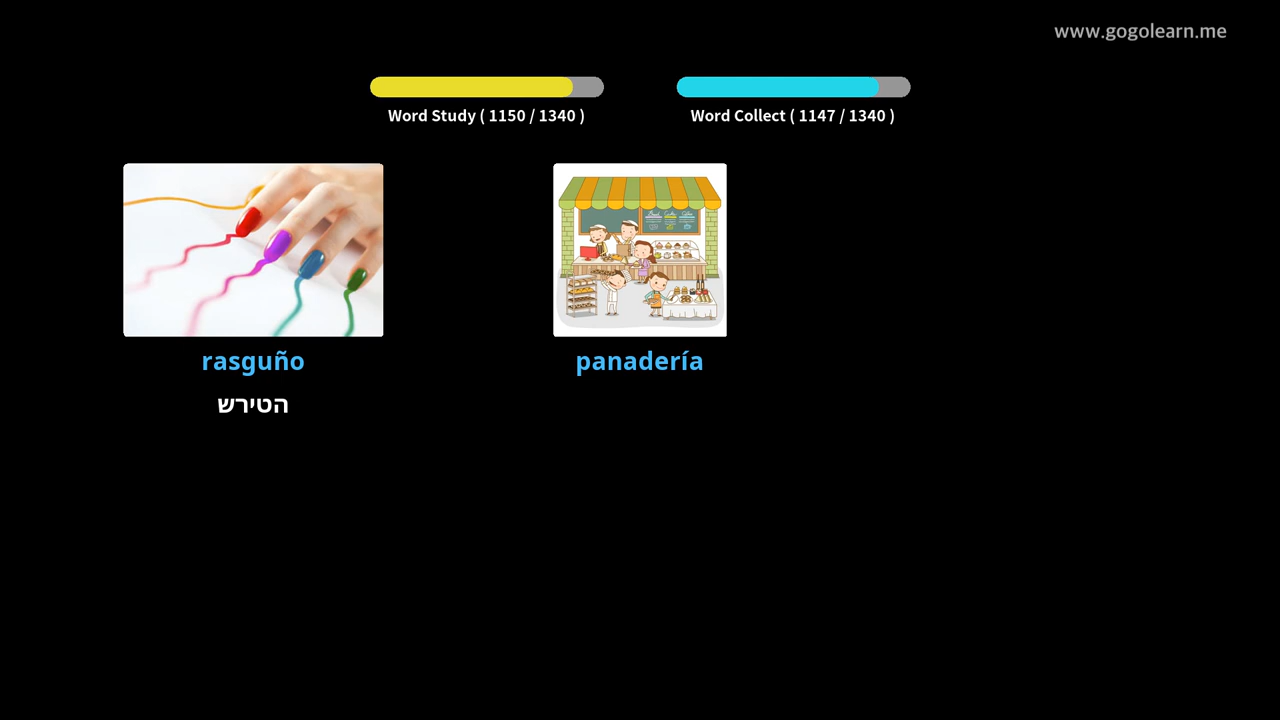 www.gogolearn.me
Word Study ( 1150 / 1340 )
Word Collect ( 1147 / 1340 )
rasguño
panadería
הטירש